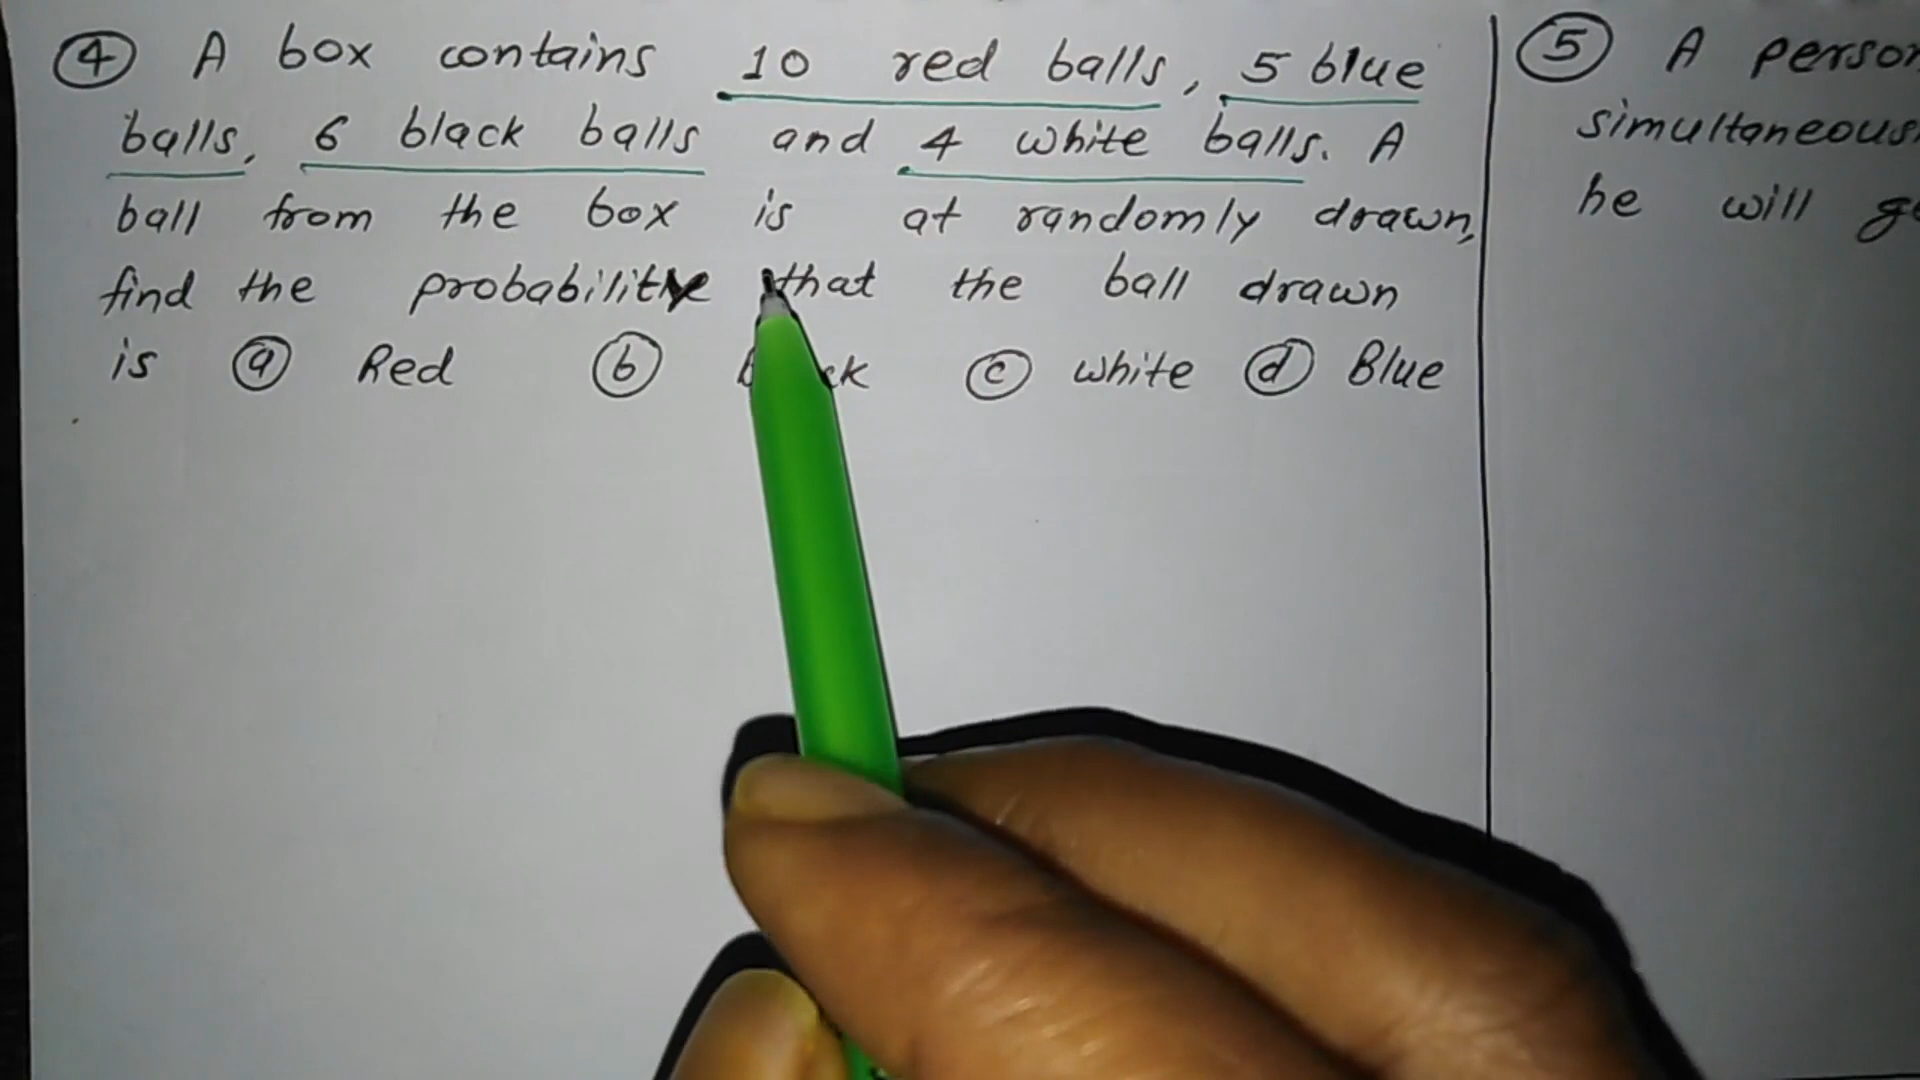 ④ A box contains 10 red balls, 5 blue
balls, 6 black balls and 4 white balls. A
ball from the box is at randomly drawn,
find the probability that the ball drawn
is ⓐ Red ⓑ ⓒ white ⓓ Blue
⑤ A person
simultaneous
he will